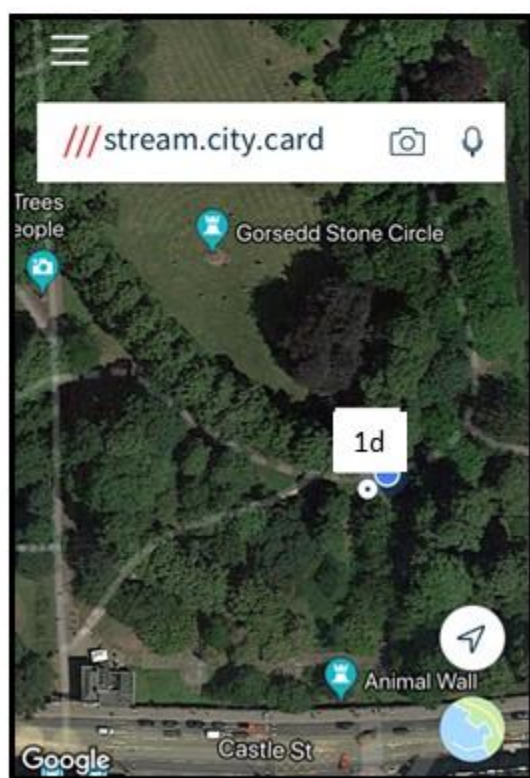 ///stream.city.card
Trees
eople
Gorsedd Stone Circle
1d
Animal Wall
Castle St
Google